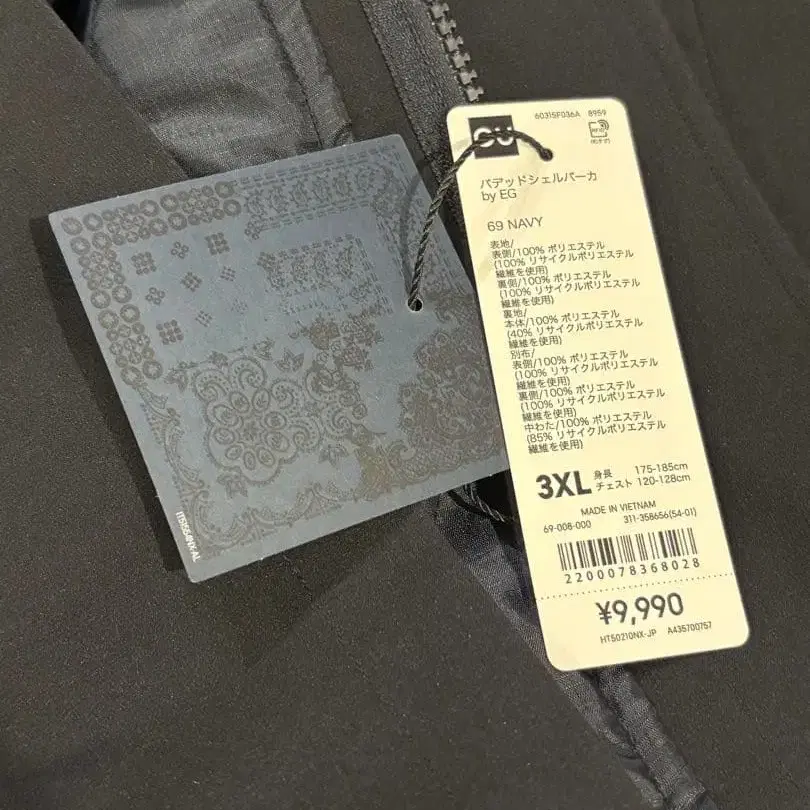 GU
60315F036A 8959
パデッドシェルパーカ
by EG
69 NAVY
表地/
表側/100% ポリエステル
(100% リサイクルポリエステル
繊維を使用)
裏側/100% ポリエステル
(100% リサイクルポリエステル
繊維を使用)
裏地/
本体/100% ポリエステル
(40% リサイクルポリエステル
繊維を使用)
別布/
表側/100% ポリエステル
(100% リサイクルポリエステル
繊維を使用)
裏側/100% ポリエステル
(100% リサイクルポリエステル
繊維を使用)
中わた/100% ポリエステル
(85% リサイクルポリエステル
繊維を使用)
3XL 身長 175-185cm
チェスト 120-128cm
MADE IN VIETNAM
69-008-000 311-358656(54-01)
2200078368028
¥9,990
HT50210NX-JP A435700757